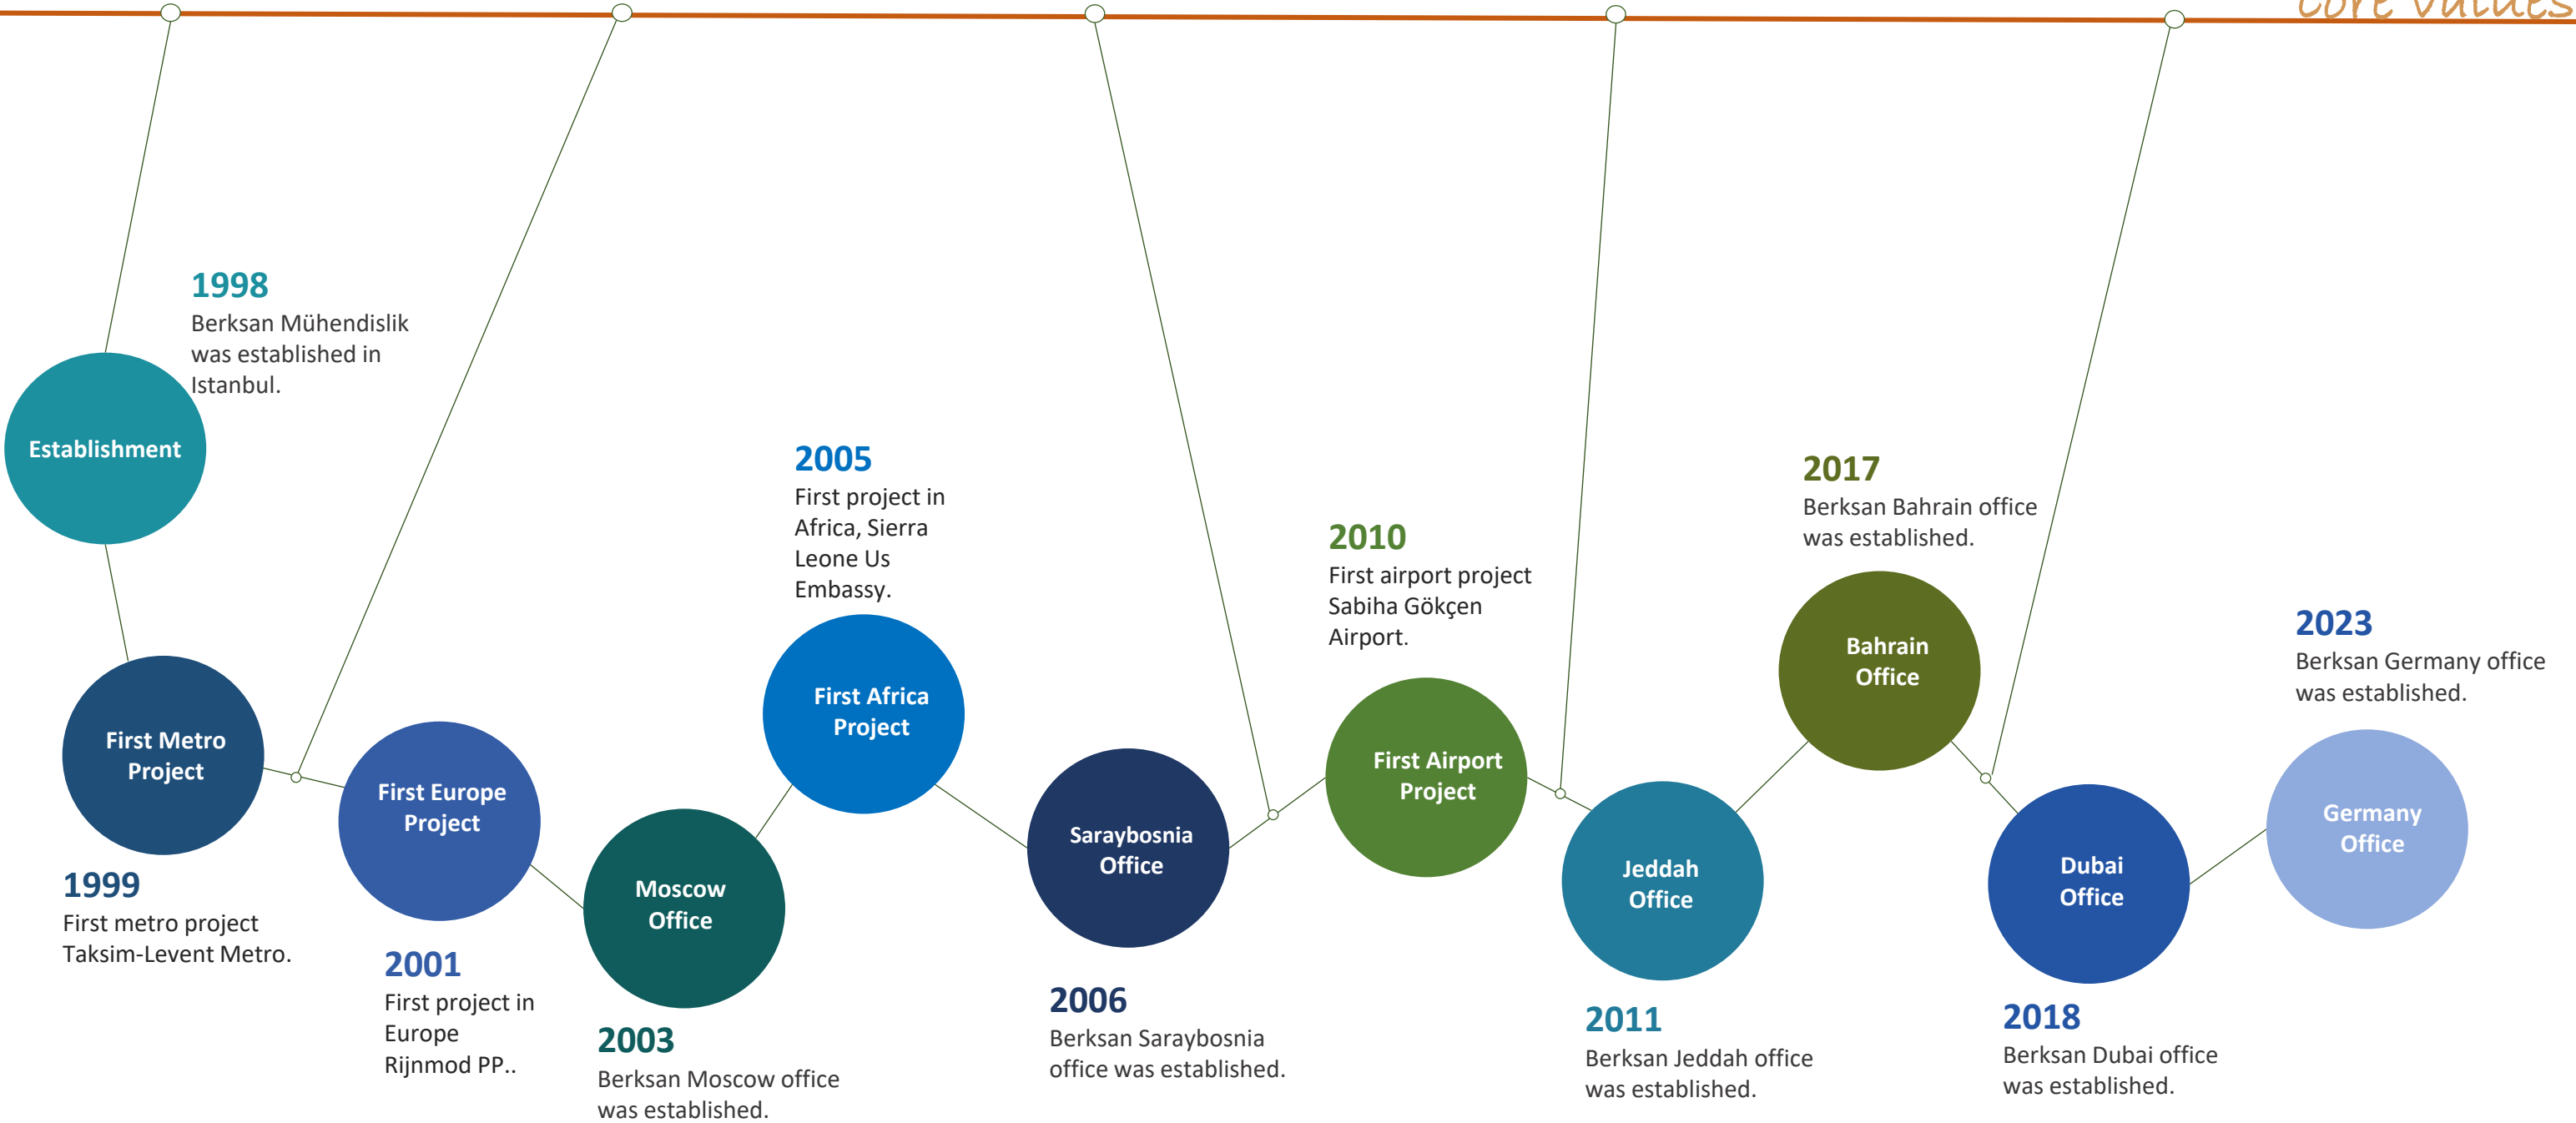 core values
1998
Berksan Mühendislik
was established in
Istanbul.
Establishment
First Metro
Project
1999
First metro project
Taksim-Levent Metro.
First Europe
Project
2001
First project in
Europe
Rijnmod PP..
Moscow
Office
2003
Berksan Moscow office
was established.
2005
First project in
Africa, Sierra
Leone Us
Embassy.
First Africa
Project
Saraybosnia
Office
2006
Berksan Saraybosnia
office was established.
2010
First airport project
Sabiha Gökçen
Airport.
First Airport
Project
Jeddah
Office
2011
Berksan Jeddah office
was established.
2017
Berksan Bahrain office
was established.
Bahrain
Office
Dubai
Office
2018
Berksan Dubai office
was established.
2023
Berksan Germany office
was established.
Germany
Office